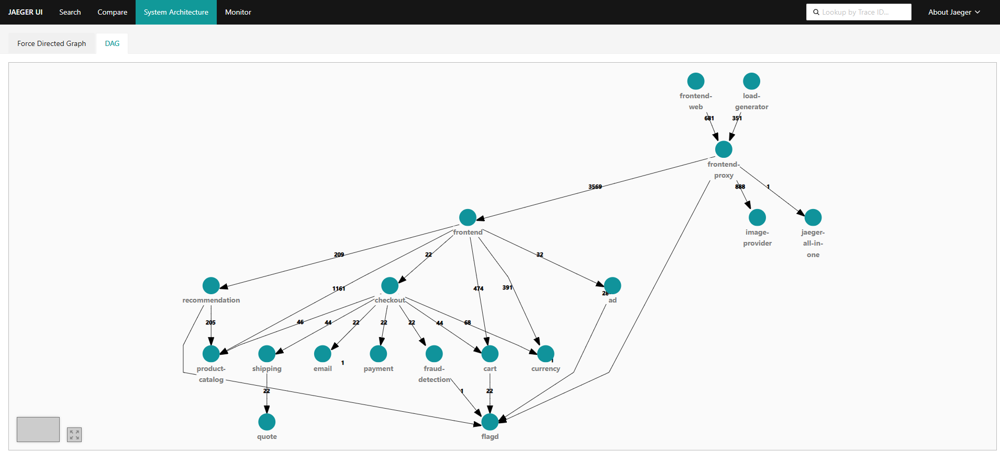 JAEGER UI Search Compare System Architecture Monitor Lookup by Trace ID... About Jaeger
Force Directed Graph DAG
frontend-
web
load-
generator
681 351
frontend-
proxy
3569 888 1
frontend
image-
provider
jaeger-
all-in-
one
209 22 32
1161 474 391
recommendation checkout ad
205 46 44 22 22 22 44 68
1
product-
catalog
shipping email payment
fraud-
detection
cart currency
22 1 22
quote flagd